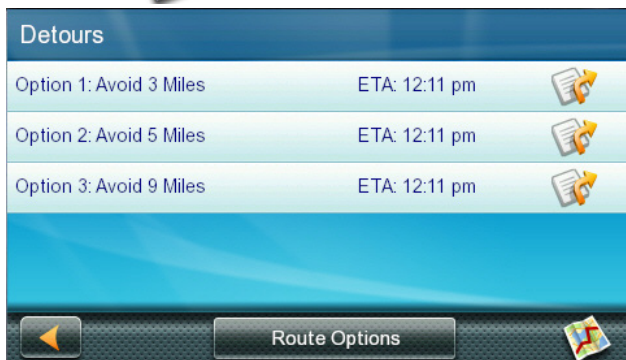 Detours
Option 1: Avoid 3 Miles ETA: 12:11 pm
Option 2: Avoid 5 Miles ETA: 12:11 pm
Option 3: Avoid 9 Miles ETA: 12:11 pm
Route Options